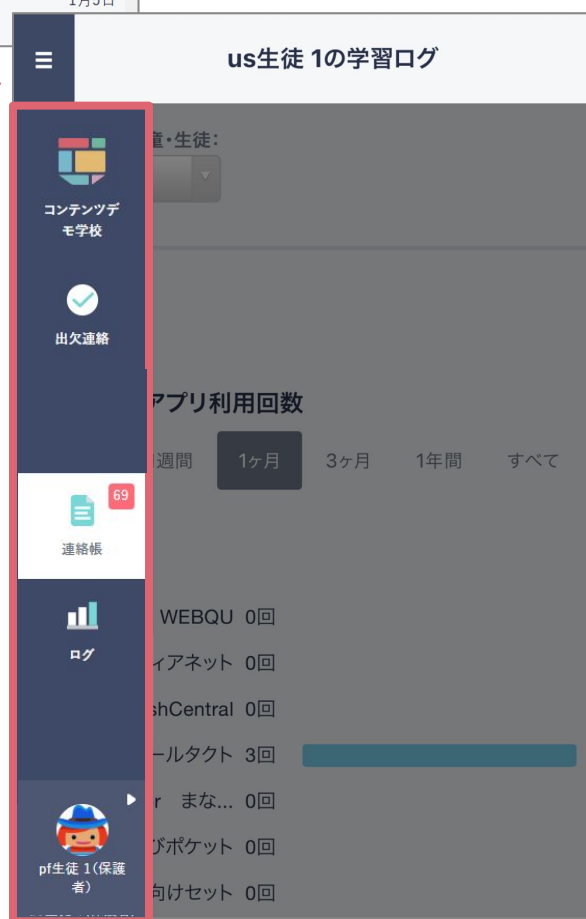 1月5日
us生徒 1の学習ログ
童・生徒:
コンテンツデ
モ学校
出欠連絡
アプリ利用回数
週間 1ヶ月 3ヶ月 1年間 すべて
69
連絡帳
WEBQU 0回
ログ
ィアネット 0回
shCentral 0回
ールタクト 3回
r まな... 0回
びポケット 0回
pf生徒 1(保護
者)
向けセット 0回